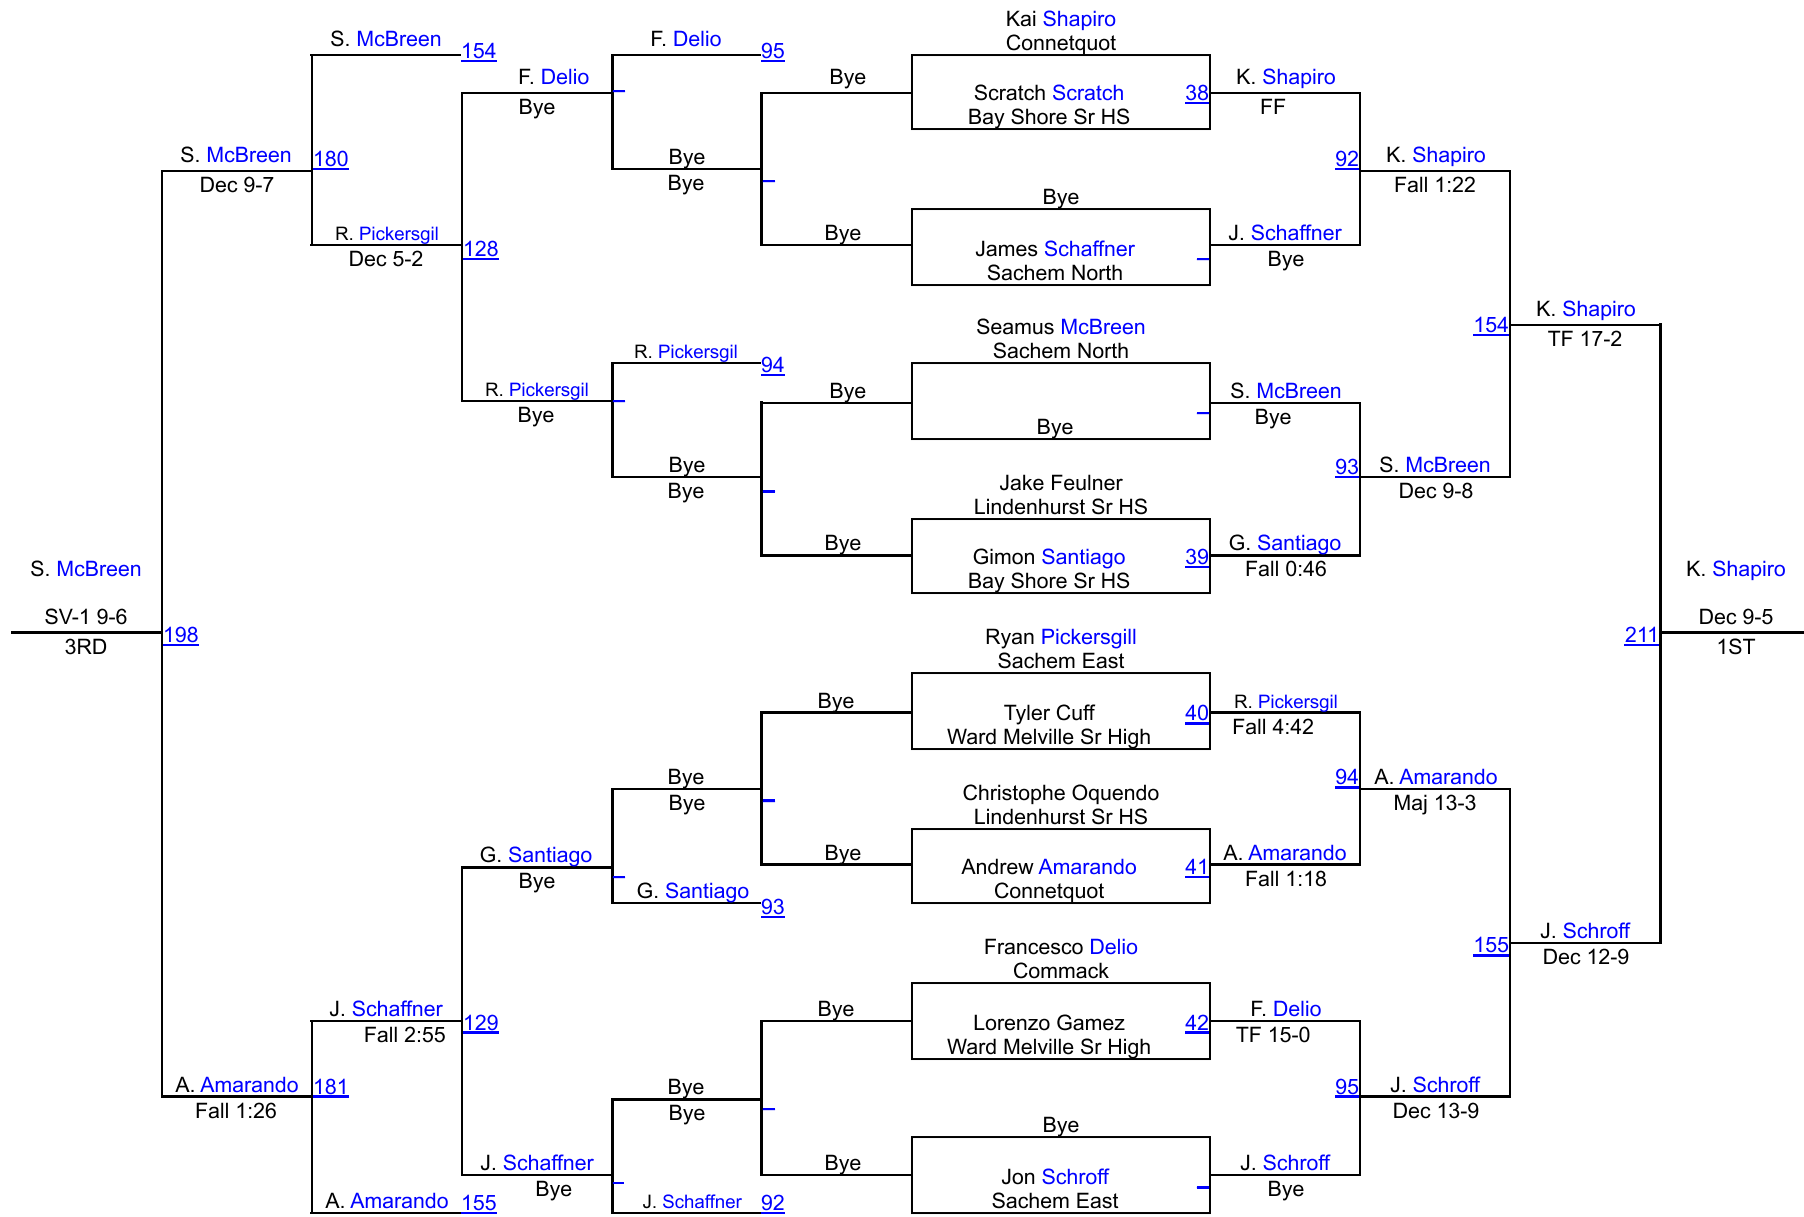 Kai Shapiro
Connetquot
S. McBreen
154
F. Delio
95
F. Delio
Bye
Bye
Scratch Scratch
Bay Shore Sr HS
38
K. Shapiro
FF
S. McBreen
Dec 9-7
180
Bye
Bye
92
K. Shapiro
Fall 1:22
Bye
R. Pickersgil
Dec 5-2
128
Bye
James Schaffner
Sachem North
J. Schaffner
Bye
K. Shapiro
TF 17-2
154
Seamus McBreen
Sachem North
R. Pickersgil
94
R. Pickersgil
Bye
Bye
Bye
S. McBreen
Bye
Bye
Bye
93
S. McBreen
Dec 9-8
Jake Feulner
Lindenhurst Sr HS
Bye
Gimon Santiago
Bay Shore Sr HS
39
G. Santiago
Fall 0:46
S. McBreen
SV-1 9-6
3RD
198
K. Shapiro
Dec 9-5
1ST
211
Ryan Pickersgill
Sachem East
Bye
Tyler Cuff
Ward Melville Sr High
40
R. Pickersgil
Fall 4:42
Bye
Bye
94
A. Amarando
Maj 13-3
Christophe Oquendo
Lindenhurst Sr HS
G. Santiago
Bye
Bye
Andrew Amarando
Connetquot
41
A. Amarando
Fall 1:18
G. Santiago
93
J. Schroff
Dec 12-9
155
Francesco Delio
Commack
J. Schaffner
Fall 2:55
129
Bye
Lorenzo Gamez
Ward Melville Sr High
42
F. Delio
TF 15-0
A. Amarando
Fall 1:26
181
Bye
Bye
95
J. Schroff
Dec 13-9
Bye
J. Schaffner
Bye
Bye
Jon Schroff
Sachem East
J. Schroff
Bye
A. Amarando
155
J. Schaffner
92